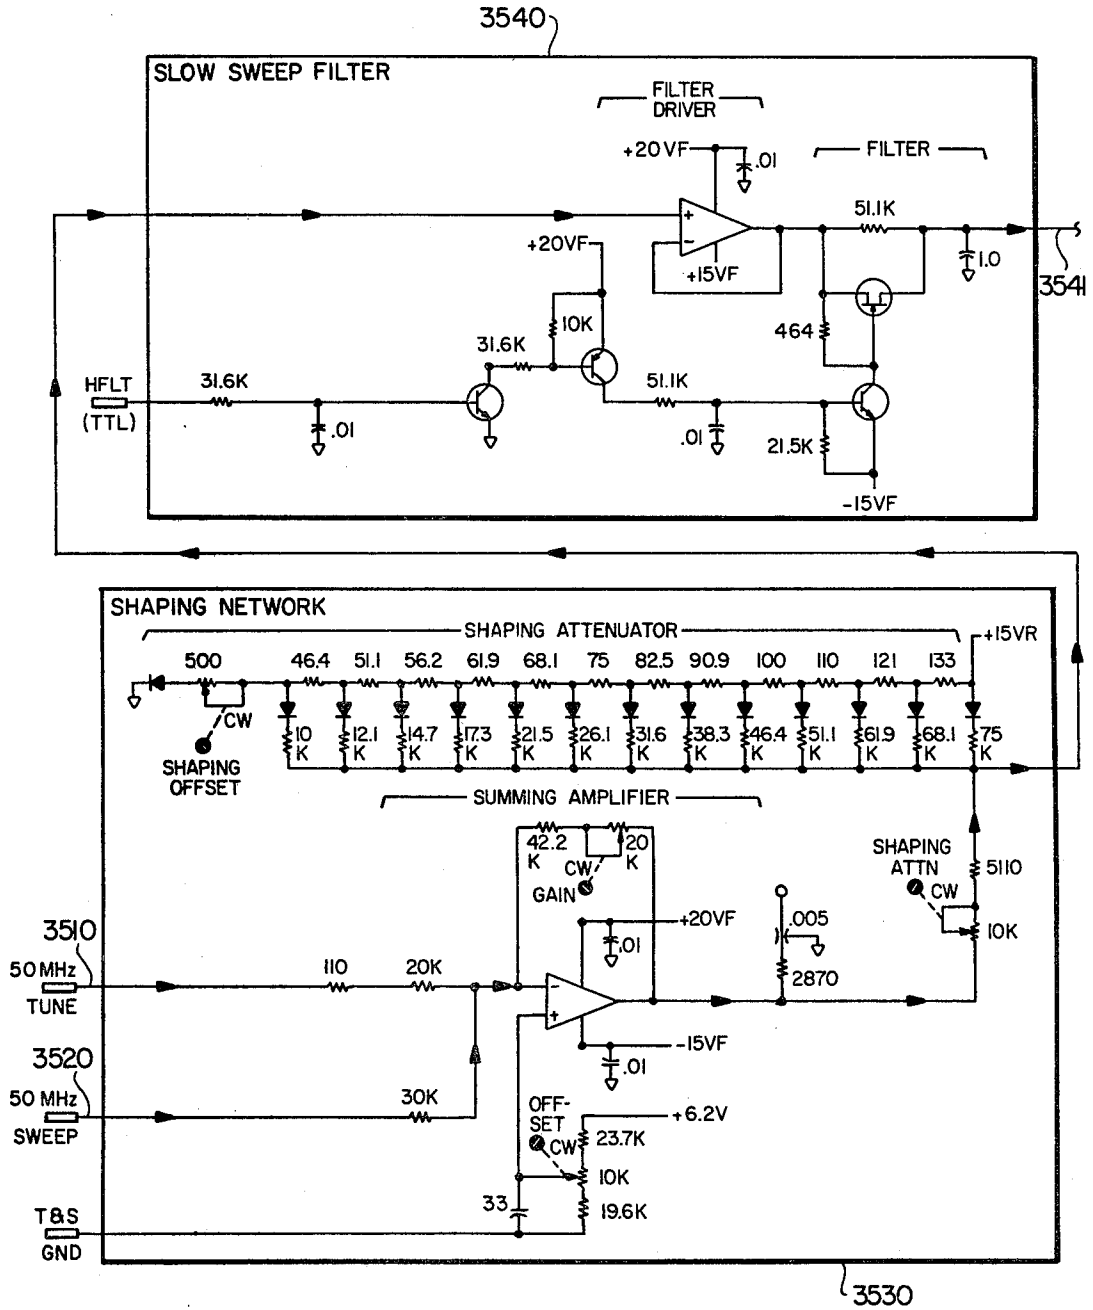 3540
SLOW SWEEP FILTER
FILTER
DRIVER
+20VF
.01
FILTER
51.1K
+
-
+20VF
+15VF
1.0
3541
10K
464
31.6K
HFLT
(TTL)
31.6K
51.1K
.01
.01
21.5K
-15VF
SHAPING NETWORK
SHAPING ATTENUATOR
+15VR
500
46.4
51.1
56.2
61.9
68.1
75
82.5
90.9
100
110
121
133
CW
10
K
12.1
K
14.7
K
17.3
K
21.5
K
26.1
K
31.6
K
38.3
K
46.4
K
51.1
K
61.9
K
68.1
K
75
K
SHAPING
OFFSET
SUMMING AMPLIFIER
42.2
K
20
K
CW
GAIN
SHAPING
ATTN
CW
5110
10K
3510
+20VF
.01
.005
50 MHz
TUNE
110
20K
-
+
2870
-15VF
.01
3520
50 MHz
SWEEP
30K
OFF-
SET
CW
+6.2V
23.7K
10K
19.6K
33
T&S
GND
3530